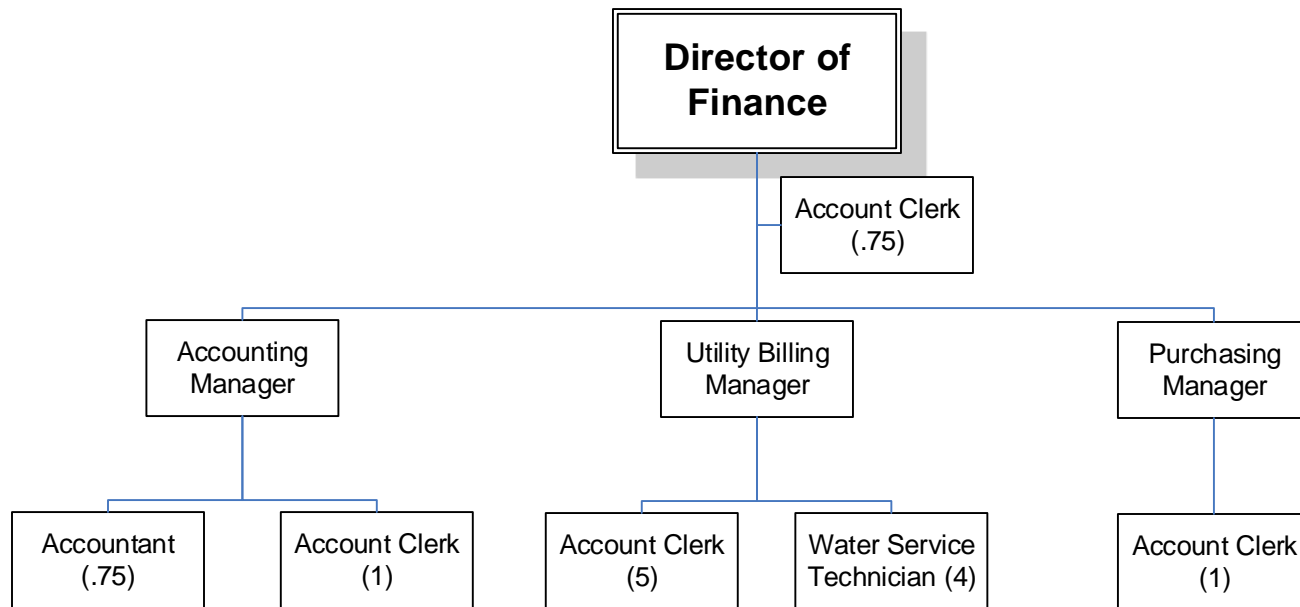 Director of
Finance
Account Clerk
(.75)
Accounting
Manager
Utility Billing
Manager
Purchasing
Manager
Accountant
(.75)
Account Clerk
(1)
Account Clerk
(5)
Water Service
Technician (4)
Account Clerk
(1)